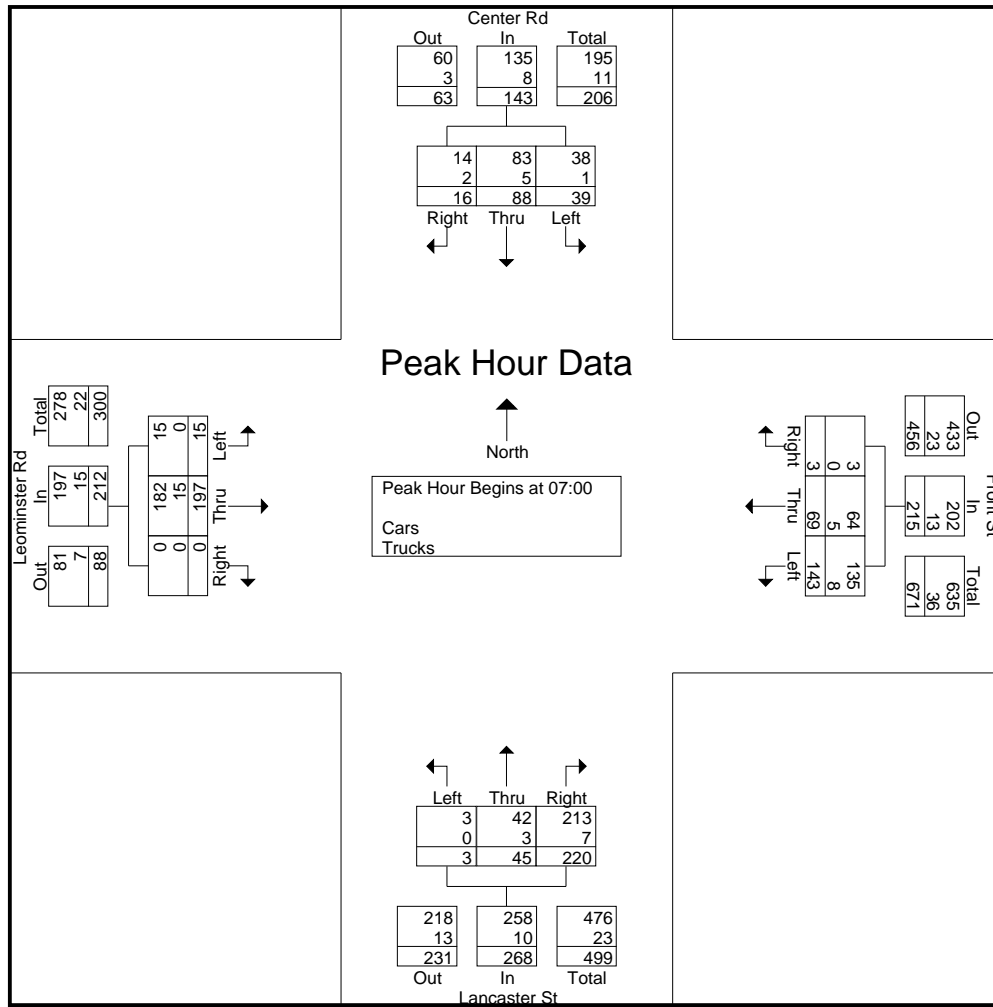 Center Rd
Out In Total
60 135 195
3 8 11
63 143 206
14 83 38
2 5 1
16 88 39
Right Thru Left
Peak Hour Data
North
Peak Hour Begins at 07:00
Cars
Trucks
Leominster Rd
Out In Total
81 197 278
7 15 22
88 212 300
15 0 15
Left
182 15 197
Thru
0 0 0
Right
Out In Total
433 202 635
23 13 36
456 215 671
3 64 135
0 5 8
3 69 143
Right Thru Left
St
Left Thru Right
3 42 213
0 3 7
3 45 220
218 258 476
13 10 23
231 268 499
Out In Total
Lancaster St